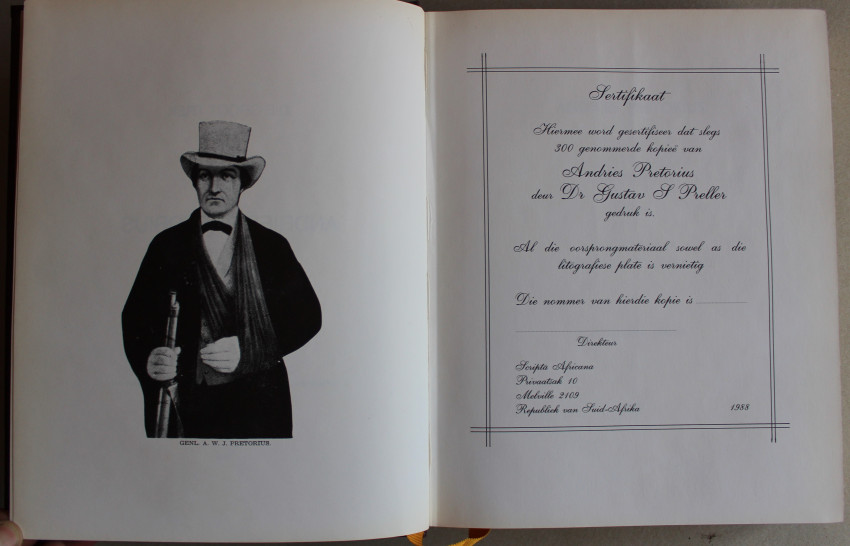 GENL. A. W. J. PRETORIUS.
Sertifikaat
Hiermee word gesertifiseer dat slegs
300 genommerde kopieë van
Andries Pretorius
deur Dr Gustav S Preller
gedruk is.
Al die oorsprongmateriaal sowel as die
litografiese plate is vernietig
Die nommer van hierdie kopie is
Direkteur
Scripta Africana
Privaatsak 10
Melville 2109
Republiek van Suid-Afrika 1988